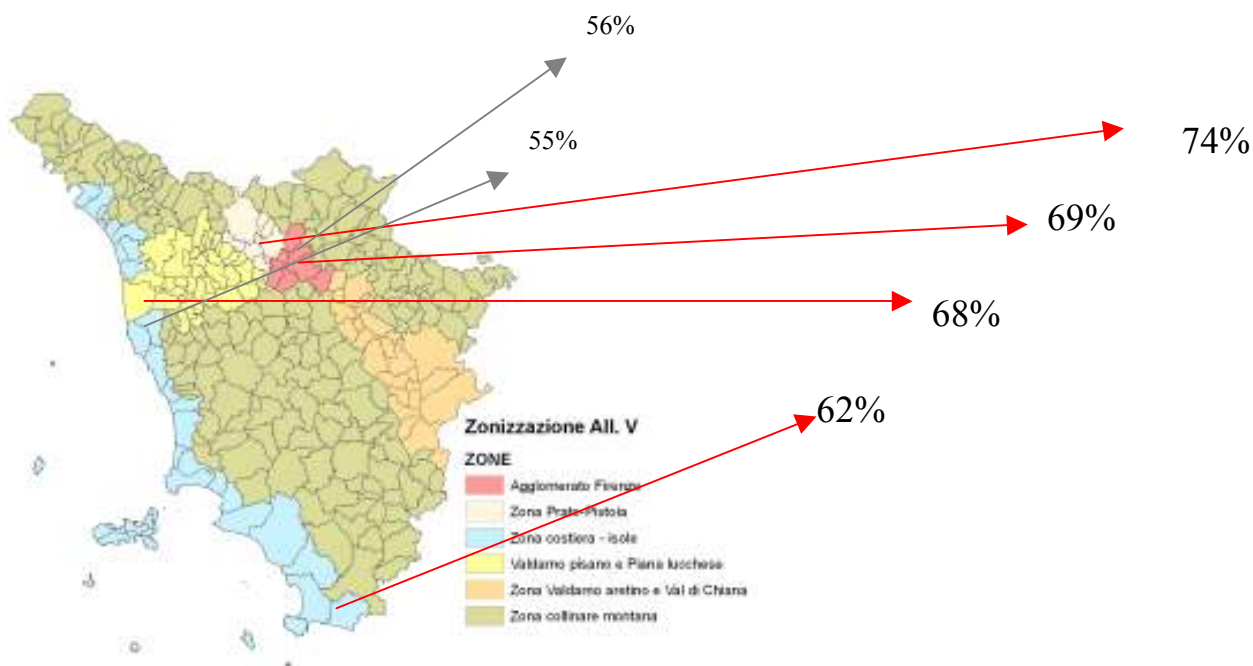 56%
55%
74%
69%
68%
62%
Zonizzazione All. V
ZONE
Agglomerato Firenze
Zona Prato-Pistoia
Zona costiera - isole
Valdarno pisano e Piana lucchese
Zona Valdarno aretino e Val di Chiana
Zona collinare montana